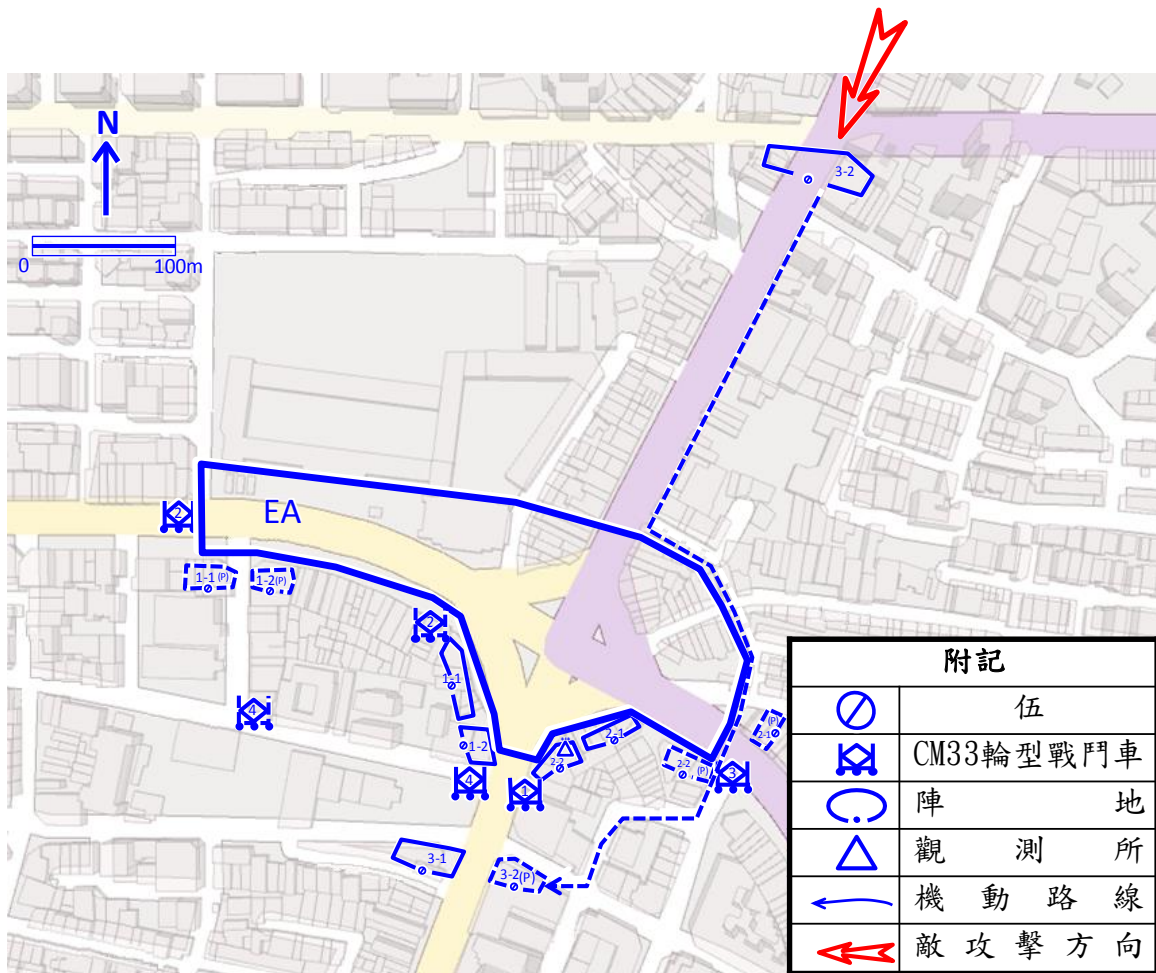 N
0 100m
3-2
EA
2
1-1(P)
1-2(P)
2
1-1
4
1-2
2-1
(P)
2-1
2-2
2-2 (P)
4
1
3
3-1
3-2(P)
附記
伍
CM33輪型戰鬥車
陣地
觀測所
機動路線
敵攻擊方向